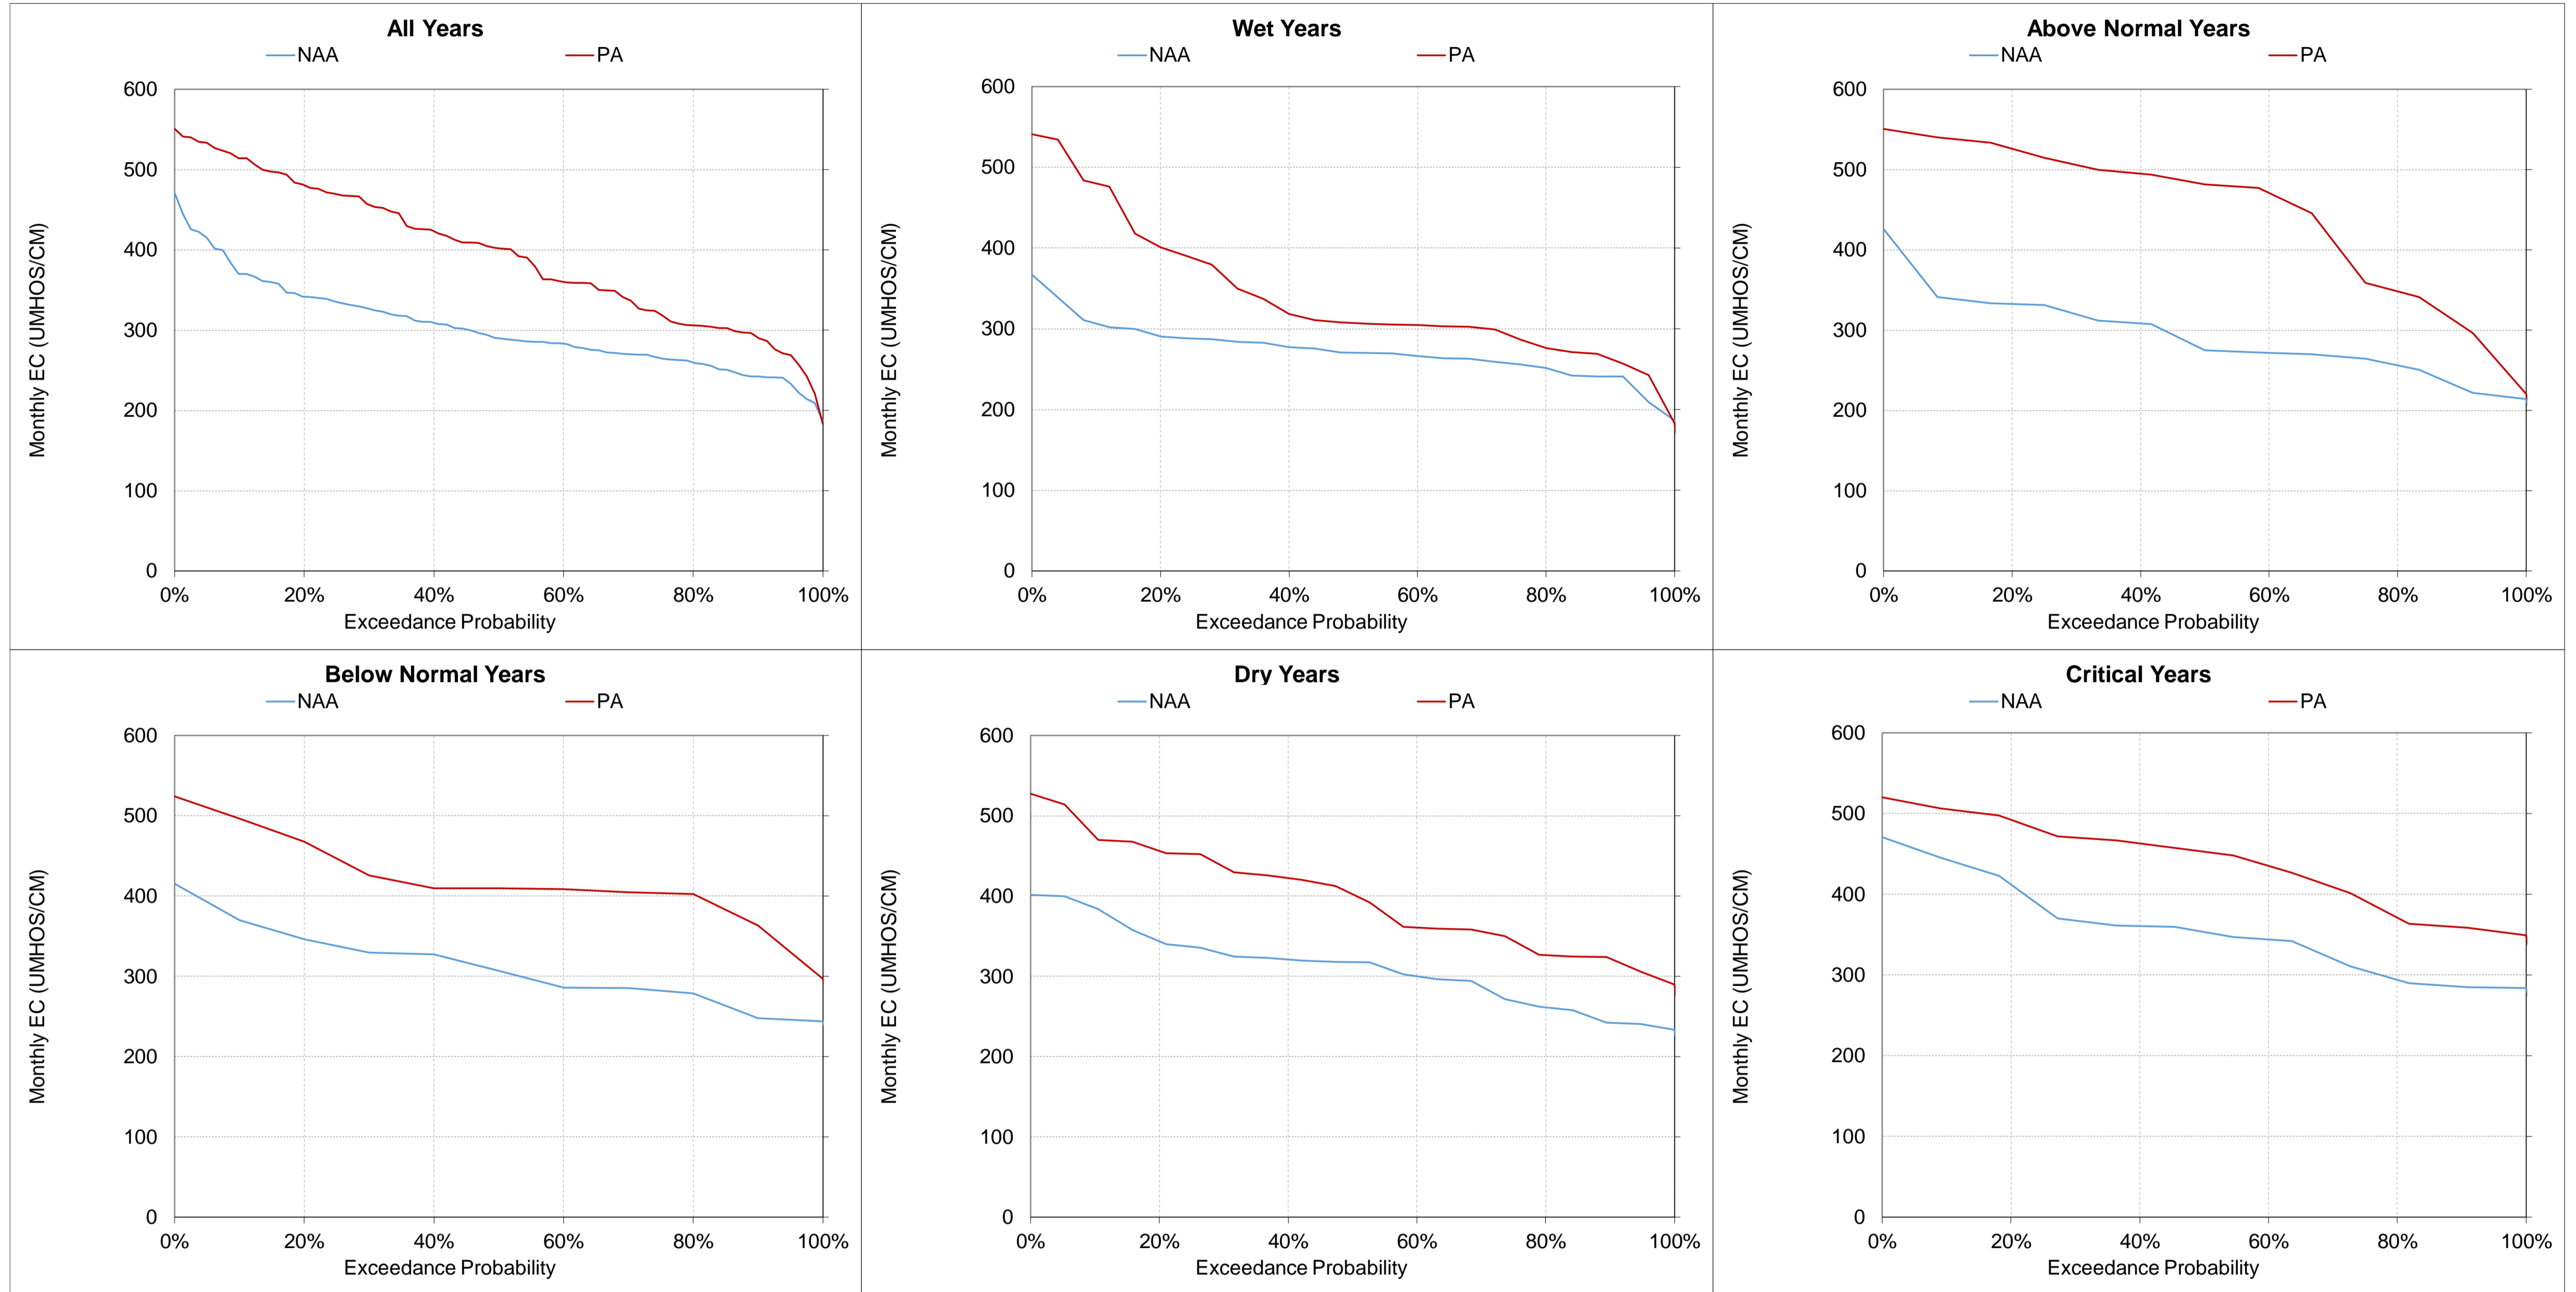 All Years
NAA PA
Monthly EC (UMHOS/CM)
600
500
400
300
200
100
0
0% 20% 40% 60% 80% 100%
Exceedance Probability
Wet Years
NAA PA
Monthly EC (UMHOS/CM)
600
500
400
300
200
100
0
0% 20% 40% 60% 80% 100%
Exceedance Probability
Above Normal Years
NAA PA
Monthly EC (UMHOS/CM)
600
500
400
300
200
100
0
0% 20% 40% 60% 80% 100%
Exceedance Probability
Below Normal Years
NAA PA
Monthly EC (UMHOS/CM)
600
500
400
300
200
100
0
0% 20% 40% 60% 80% 100%
Exceedance Probability
Dry Years
NAA PA
Monthly EC (UMHOS/CM)
600
500
400
300
200
100
0
0% 20% 40% 60% 80% 100%
Exceedance Probability
Critical Years
NAA PA
Monthly EC (UMHOS/CM)
600
500
400
300
200
100
0
0% 20% 40% 60% 80% 100%
Exceedance Probability